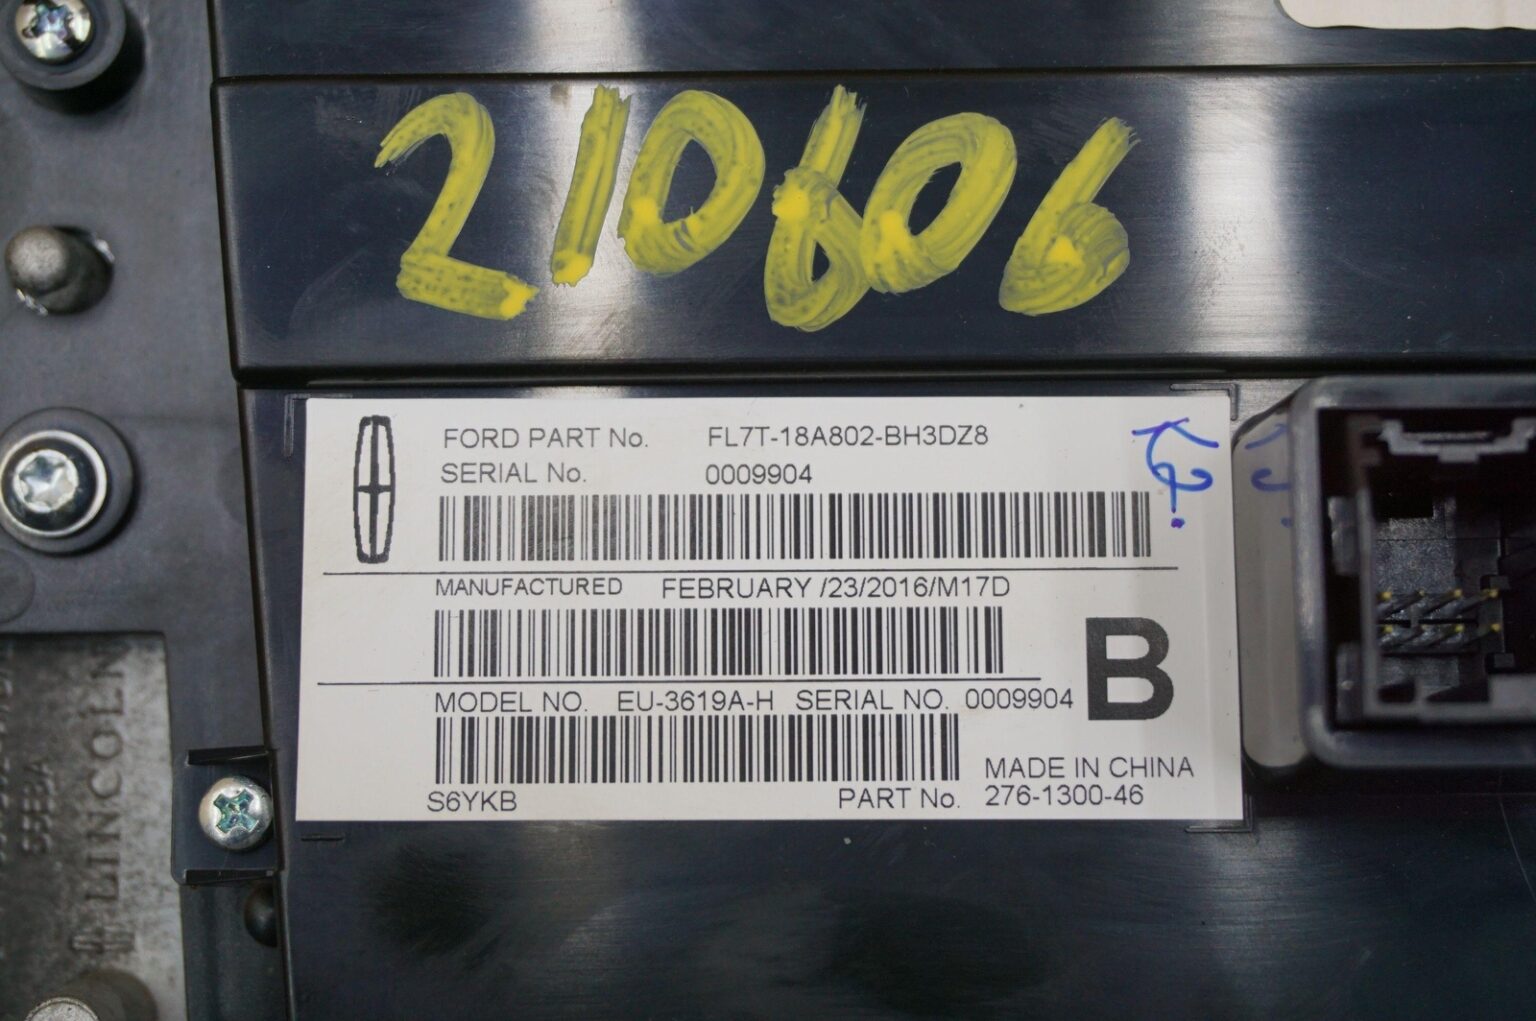 210606
FORD PART No. FL7T-18A802-BH3DZ8
SERIAL No. 0009904
MANUFACTURED FEBRUARY /23/2016/M17D
B
MODEL NO. EU-3619A-H SERIAL NO. 0009904
MADE IN CHINA
S6YKB PART No. 276-1300-46
LINCOLN